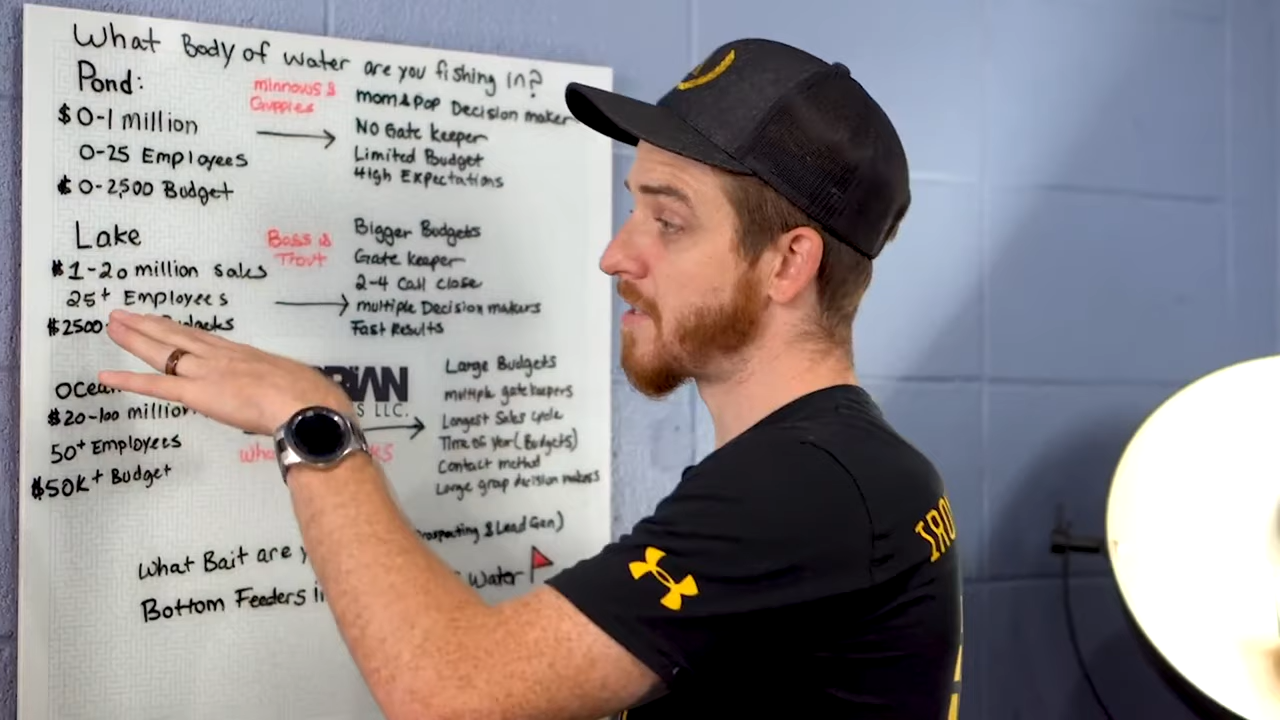 What Body of water are you fishing in?
Pond:
$0-1 million
0-25 Employees
$0-2,500 Budget
minnows &
Guppies
mom & pop Decision maker
NO Gate keeper
Limited Budget
High Expectations
Lake
$1-20 million sales
25+ Employees
$2500
Bass &
Trout
Bigger Budgets
Gate keeper
2-4 Call close
multiple Decision makers
Fast Results
Ocean
$20-100 million
50+ Employees
$50K+ Budget
S LLC.
Large Budgets
multiple gate keepers
Longest Sales cycle
Time of year (Budgets)
Contact method
Large group decision makers
& Lead Gen)
What Bait are
Water
Bottom Feeders
IRO